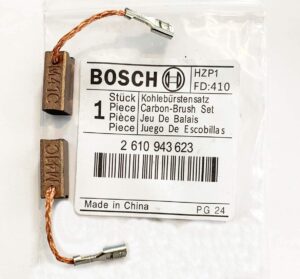 BOSCH
HZP1
FD:410
1
Stück Kohlebürstensatz
Piece Carbon-Brush Set
Pièce Jeu De Balais
Pieza Juego De Escobillas
2 610 943 623
Made in China
PG 24